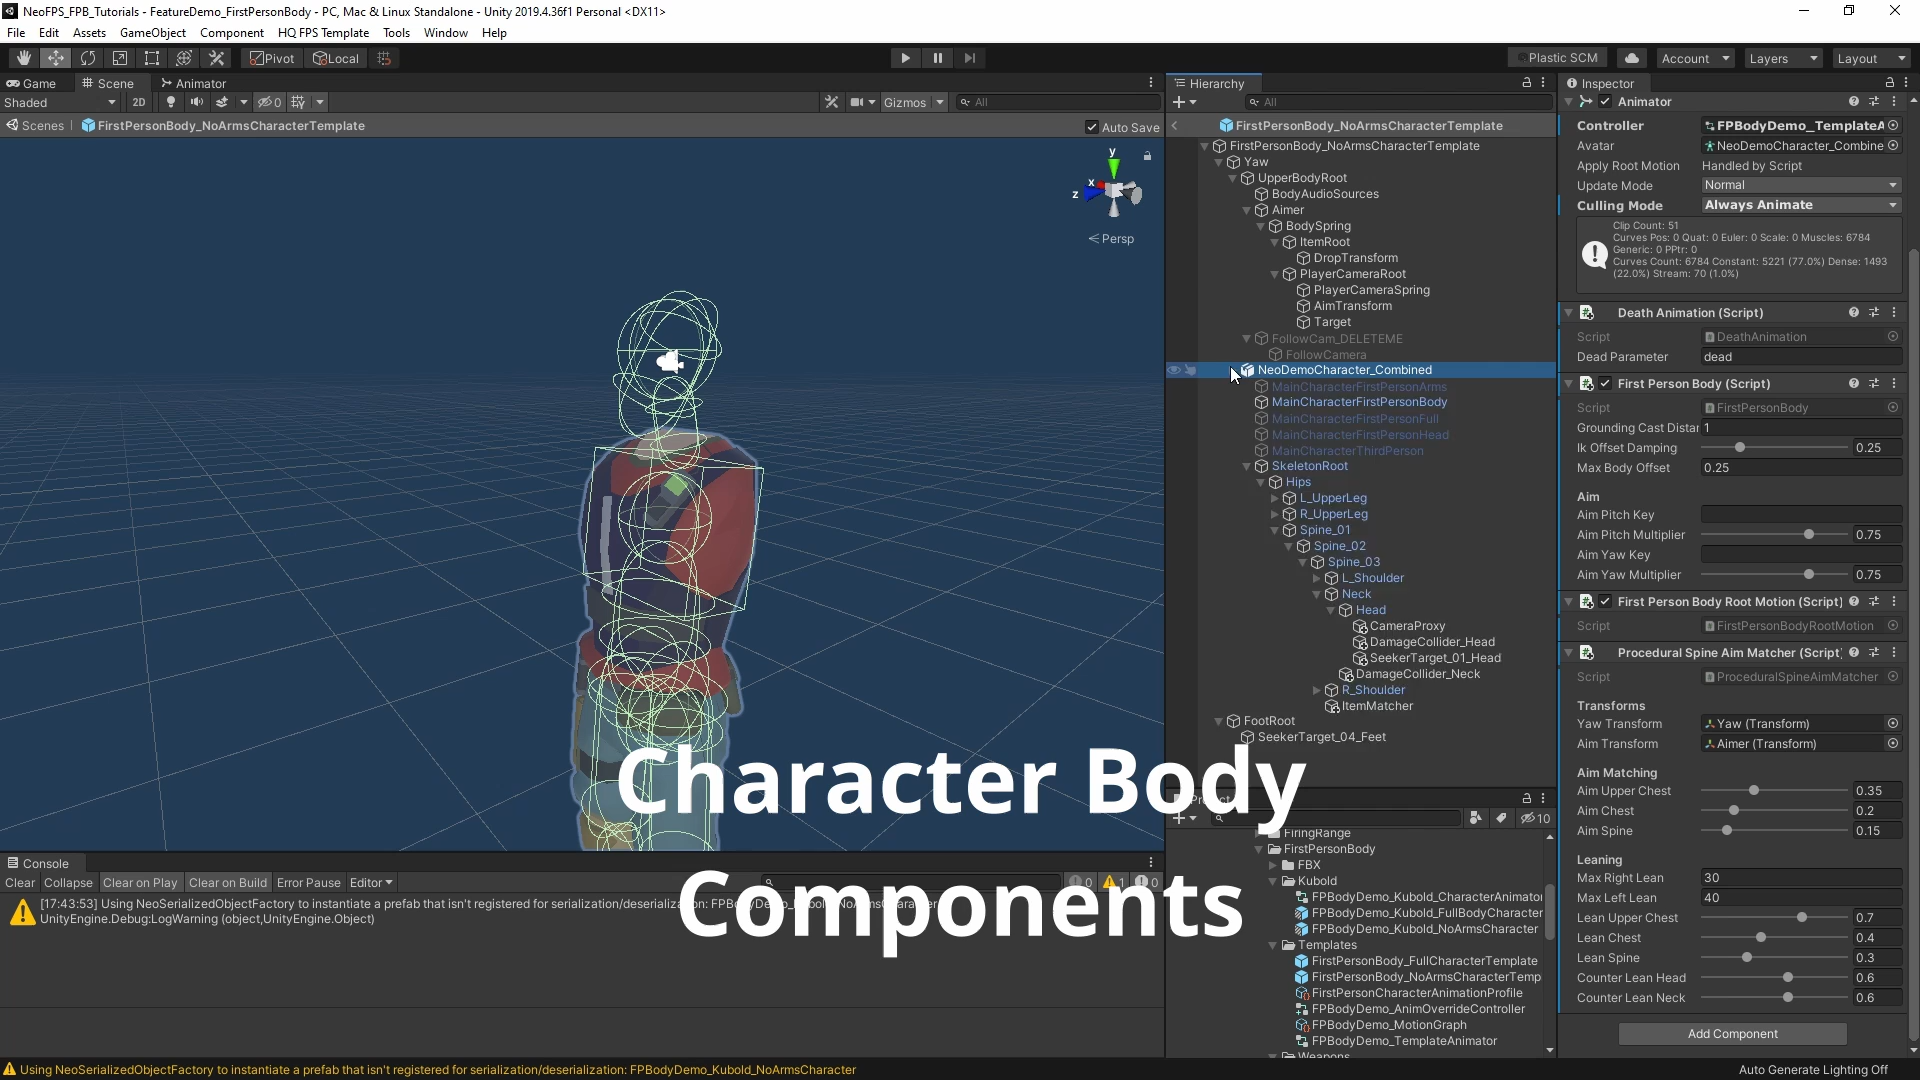 NeoFPS_FPB_Tutorials - FeatureDemo_FirstPersonBody - PC, Mac & Linux Standalone - Unity 2019.4.36f1 Personal <DX11>
File Edit Assets GameObject Component HQ FPS Template Tools Window Help
Pivot Local Plastic SCM Account Layers Layout
Game Scene Animator
Shaded 2D 0 Gizmos All
Scenes FirstPersonBody_NoArmsCharacterTemplate Auto Save
y
x
z
Persp
Hierarchy
All
FirstPersonBody_NoArmsCharacterTemplate
FirstPersonBody_NoArmsCharacterTemplate
Yaw
UpperBodyRoot
BodyAudioSources
Aimer
BodySpring
ItemRoot
DropTransform
PlayerCameraRoot
PlayerCameraSpring
AimTransform
Target
FollowCam_DELETEME
FollowCamera
NeoDemoCharacter_Combined
MainCharacterFirstPersonArms
MainCharacterFirstPersonBody
MainCharacterFirstPersonFull
MainCharacterFirstPersonHead
MainCharacterThirdPerson
SkeletonRoot
Hips
L_UpperLeg
R_UpperLeg
Spine_01
Spine_02
Spine_03
L_Shoulder
Neck
Head
CameraProxy
DamageCollider_Head
SeekerTarget_01_Head
DamageCollider_Neck
R_Shoulder
ItemMatcher
FootRoot
SeekerTarget_04_Feet
Inspector
Animator
Controller FPBodyDemo_TemplateA
Avatar NeoDemoCharacter_Combine
Apply Root Motion Handled by Script
Update Mode Normal
Culling Mode Always Animate
Clip Count: 51
Curves Pos: 0 Quat: 0 Euler: 0 Scale: 0 Muscles: 6784
Generic: 0 PPtr: 0
Curves Count: 6784 Constant: 5221 (77.0%) Dense: 1493
(22.0%) Stream: 70 (1.0%)
Death Animation (Script)
Script DeathAnimation
Dead Parameter dead
First Person Body (Script)
Script FirstPersonBody
Grounding Cast Distar 1
Ik Offset Damping 0.25
Max Body Offset 0.25
Aim
Aim Pitch Key
Aim Pitch Multiplier 0.75
Aim Yaw Key
Aim Yaw Multiplier 0.75
First Person Body Root Motion (Script)
Script FirstPersonBodyRootMotion
Procedural Spine Aim Matcher (Script)
Script ProceduralSpineAimMatcher
Transforms
Yaw Transform Yaw (Transform)
Aim Transform Aimer (Transform)
Aim Matching
Aim Upper Chest 0.35
Aim Chest 0.2
Aim Spine 0.15
Leaning
Max Right Lean 30
Max Left Lean 40
Lean Upper Chest 0.7
Lean Chest 0.4
Lean Spine 0.3
Counter Lean Head 0.6
Counter Lean Neck 0.6
Add Component
Character Body
Components
10
FiringRange
FirstPersonBody
FBX
Kubold
FPBodyDemo_Kubold_CharacterAnimator
FPBodyDemo_Kubold_FullBodyCharacter
FPBodyDemo_Kubold_NoArmsCharacter
Templates
FirstPersonBody_FullCharacterTemplate
FirstPersonBody_NoArmsCharacterTemp
FirstPersonCharacterAnimationProfile
FPBodyDemo_AnimOverrideController
FPBodyDemo_MotionGraph
FPBodyDemo_TemplateAnimator
Weapons
Console
Clear Collapse Clear on Play Clear on Build Error Pause Editor 0 1 0
[17:43:53] Using NeoSerializedObjectFactory to instantiate a prefab that isn't registered for serialization/deserialization:
UnityEngine.Debug:LogWarning (object,UnityEngine.Object)
Using NeoSerializedObjectFactory to instantiate a prefab that isn't registered for serialization/deserialization: FPBodyDemo_Kubold_NoArmsCharacter
Auto Generate Lighting Off